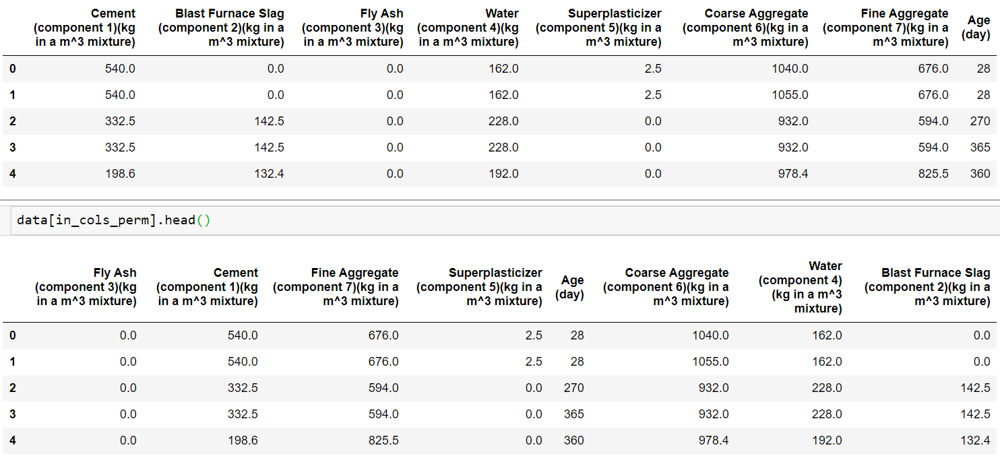 Cement (component 1)(kg in a m^3 mixture) Blast Furnace Slag (component 2)(kg in a m^3 mixture) Fly Ash (component 3)(kg in a m^3 mixture) Water (component 4)(kg in a m^3 mixture) Superplasticizer (component 5)(kg in a m^3 mixture) Coarse Aggregate (component 6)(kg in a m^3 mixture) Fine Aggregate (component 7)(kg in a m^3 mixture) Age (day)
0 540.0 0.0 0.0 162.0 2.5 1040.0 676.0 28
1 540.0 0.0 0.0 162.0 2.5 1055.0 676.0 28
2 332.5 142.5 0.0 228.0 0.0 932.0 594.0 270
3 332.5 142.5 0.0 228.0 0.0 932.0 594.0 365
4 198.6 132.4 0.0 192.0 0.0 978.4 825.5 360
data[in_cols_perm].head()
Fly Ash (component 3)(kg in a m^3 mixture) Cement (component 1)(kg in a m^3 mixture) Fine Aggregate (component 7)(kg in a m^3 mixture) Superplasticizer (component 5)(kg in a m^3 mixture) Age (day) Coarse Aggregate (component 6)(kg in a m^3 mixture) Water (component 4)(kg in a m^3 mixture) Blast Furnace Slag (component 2)(kg in a m^3 mixture)
0 0.0 540.0 676.0 2.5 28 1040.0 162.0 0.0
1 0.0 540.0 676.0 2.5 28 1055.0 162.0 0.0
2 0.0 332.5 594.0 0.0 270 932.0 228.0 142.5
3 0.0 332.5 594.0 0.0 365 932.0 228.0 142.5
4 0.0 198.6 825.5 0.0 360 978.4 192.0 132.4